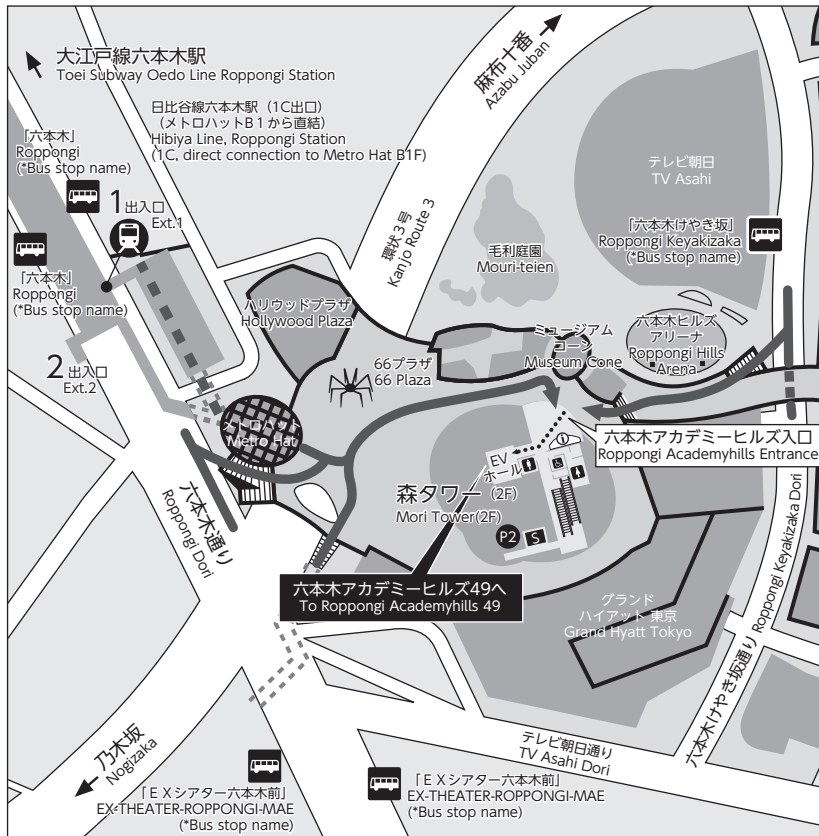 大江戸線六本木駅
Toei Subway Oedo Line Roppongi Station
麻布十番
Azabu Juban
日比谷線六本木駅（1C出口）
（メトロハットB1から直結）
Hibiya Line, Roppongi Station
(1C, direct connection to Metro Hat B1F)
「六本木」
Roppongi
(*Bus stop name)
1 出入口
Ext.1
テレビ朝日
TV Asahi
「六本木けやき坂」
Roppongi Keyakizaka
(*Bus stop name)
環状3号
Kanjo Route 3
毛利庭園
Mouri-teien
「六本木」
Roppongi
(*Bus stop name)
ハリウッドプラザ
Hollywood Plaza
ミュージアム
コーン
Museum Cone
六本木ヒルズ
アリーナ
Roppongi Hills
Arena
66プラザ
66 Plaza
2 出入口
Ext.2
メトロハット
Metro Hat
六本木アカデミーヒルズ入口
Roppongi Academyhills Entrance
EV
ホール
(2F)
森タワー
Mori Tower(2F)
P2
S
六本木通り
Roppongi Dori
六本木アカデミーヒルズ49へ
To Roppongi Academyhills 49
グランド
ハイアット 東京
Grand Hyatt Tokyo
六本木けやき坂通り Roppongi Keyakizaka Dori
乃木坂
Nogizaka
テレビ朝日通り
TV Asahi Dori
「EXシアター六本木前」
EX-THEATER-ROPPONGI-MAE
(*Bus stop name)
「EXシアター六本木前」
EX-THEATER-ROPPONGI-MAE
(*Bus stop name)